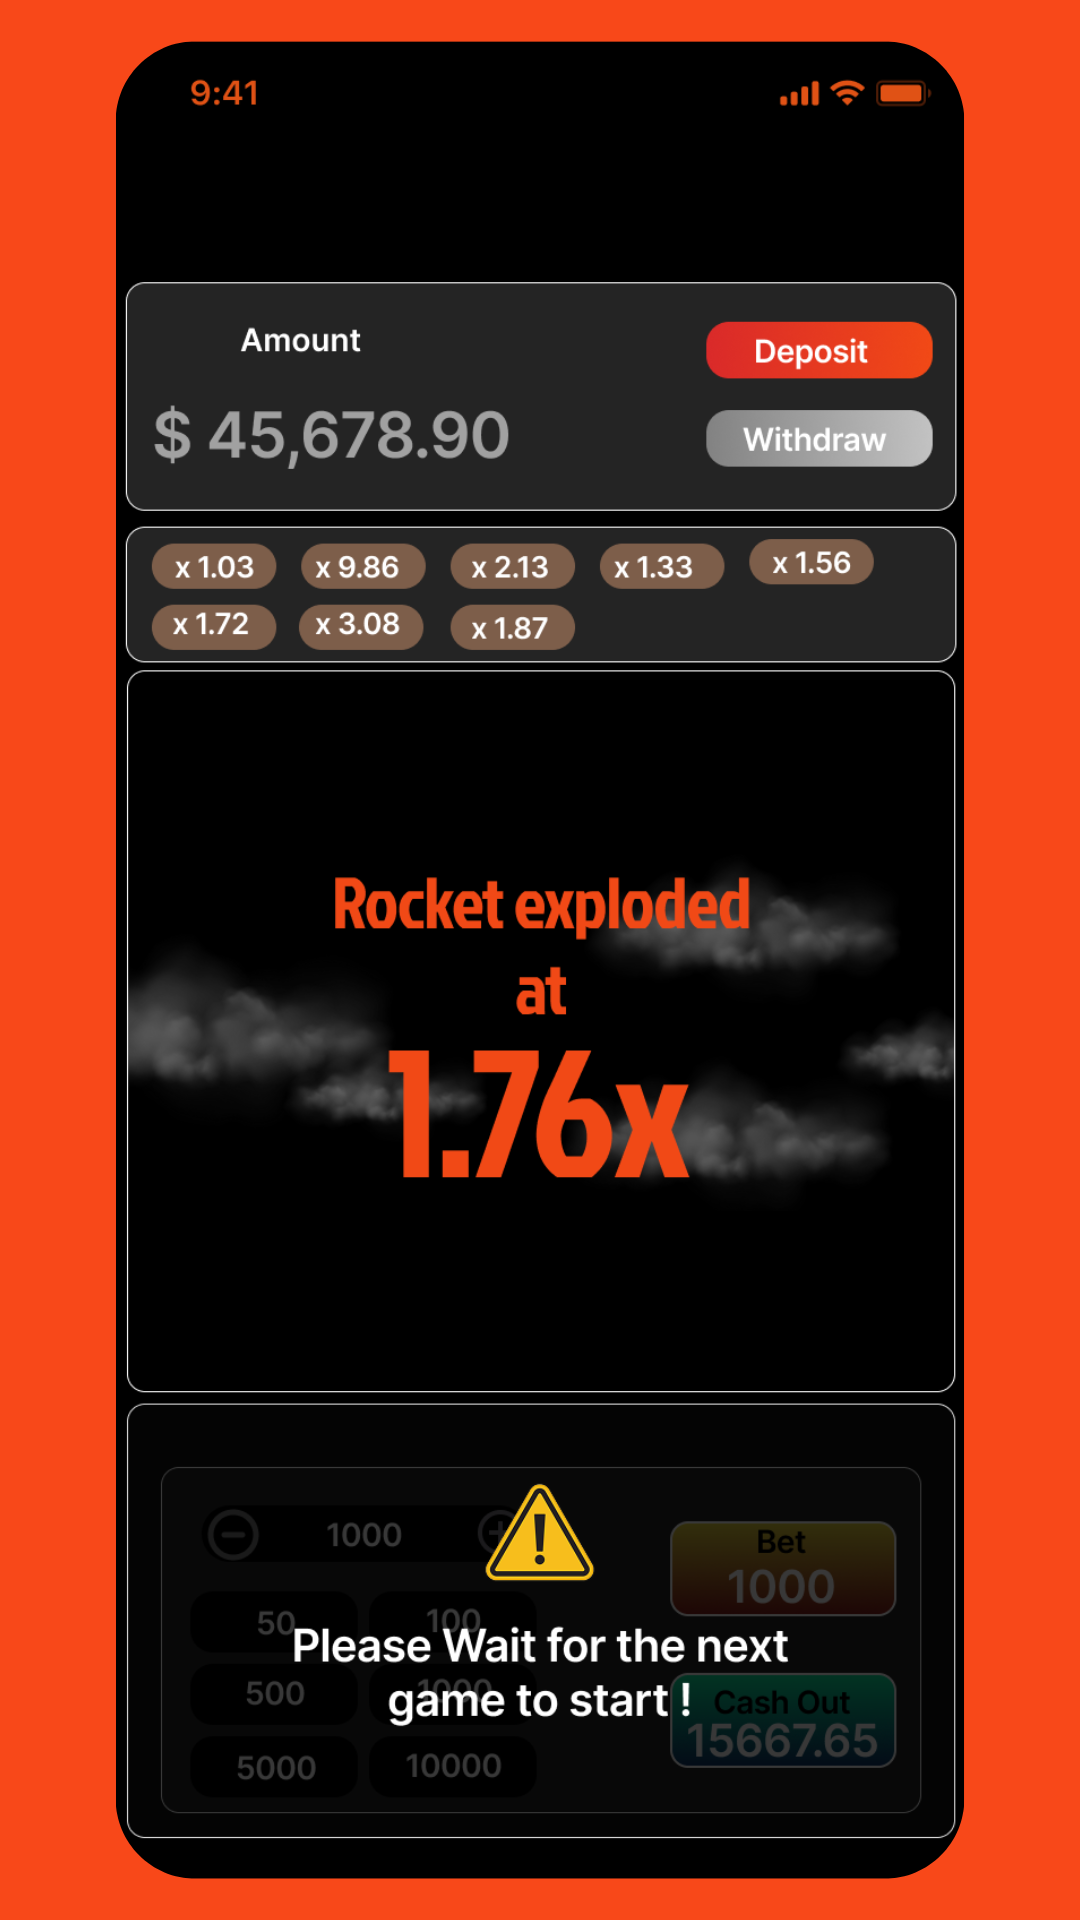 9:41
Amount
Deposit
$ 45,678.90
Withdraw
x 1.03
x 9.86
x 2.13
x 1.33
x 1.56
x 1.72
x 3.08
x 1.87
Rocket exploded
at
1.76x
1000
Bet
1000
50
100
Please Wait for the next
500
1000
game to start !
Cash Out
15667.65
5000
10000